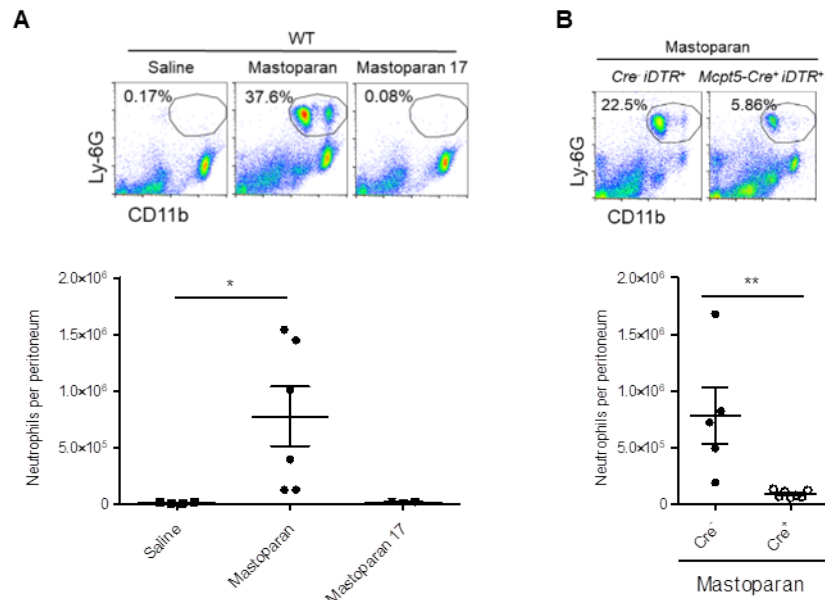 A
WT
Saline
Mastoparan
Mastoparan 17
0.17%
37.6%
0.08%
Ly-6G
CD11b
2.0×10⁶
1.5×10⁶
1.0×10⁶
5.0×10⁵
0
Neutrophils per peritoneum
*
Saline
Mastoparan
Mastoparan 17
B
Mastoparan
Cre⁻ iDTR⁺
Mcpt5-Cre⁺ iDTR⁺
22.5%
5.86%
Ly-6G
CD11b
2.0×10⁶
1.5×10⁶
1.0×10⁶
5.0×10⁵
0
Neutrophils per peritoneum
**
Cre⁻
Cre⁺
Mastoparan